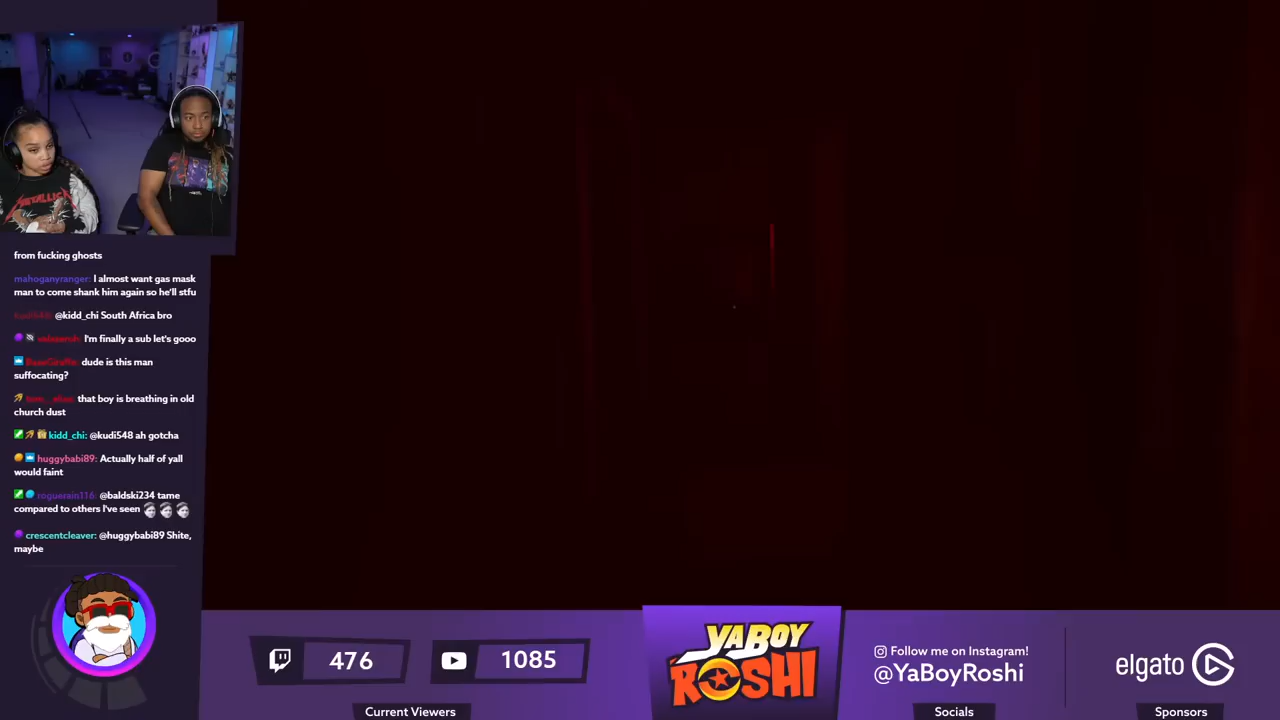 METALLICA
from fucking ghosts
mahoganyranger: I almost want gas mask
man to come shank him again so he'll stfu
kudi548: @kidd_chi South Africa bro
I'm finally a sub let's gooo
dude is this man
suffocating?
that boy is breathing in old
church dust
kidd_chi: @kudi548 ah gotcha
huggybabi89: Actually half of yall
would faint
roguerain116: @baldski234 tame
compared to others I've seen
crescentcleaver: @huggybabi89 Shite,
maybe
476
1085
Current Viewers
YABOY
ROSHI
Follow me on Instagram!
@YaBoyRoshi
Socials
elgato
Sponsors